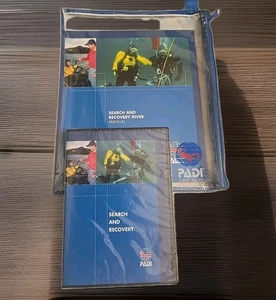 SEARCH AND
RECOVERY DIVER
MANUAL
PADI
SEARCH
AND
RECOVERY
PADI